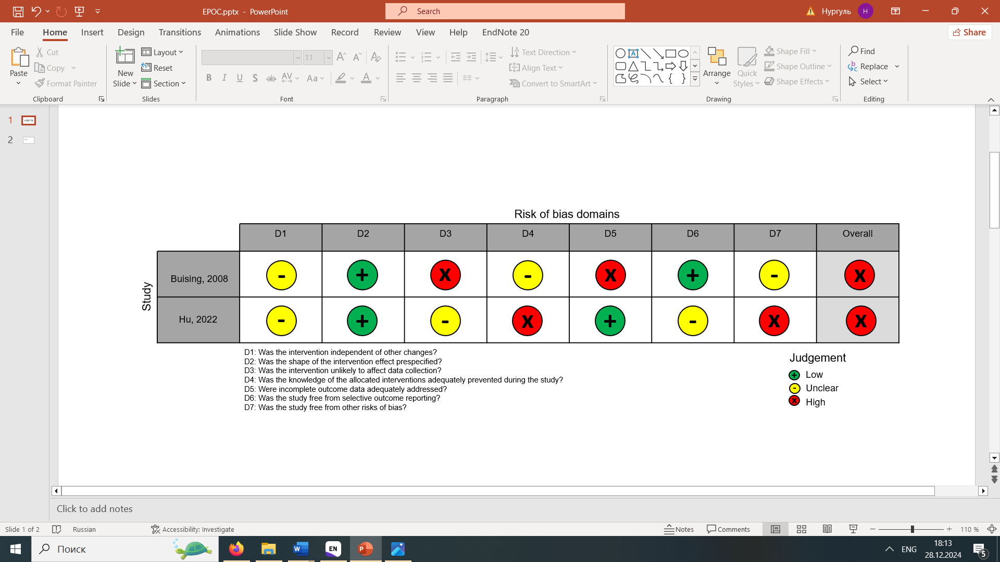 EPOC.pptx - PowerPoint
Search
Нургуль
Н
File
Home
Insert
Design
Transitions
Animations
Slide Show
Record
Review
View
Help
EndNote 20
Share
Paste
Cut
Copy
Format Painter
Clipboard
New
Slide
Layout
Reset
Section
Slides
11
B
I
U
S
ab
AV
Aa
A
Font
Text Direction
Align Text
Convert to SmartArt
Paragraph
Arrange
Quick
Styles
Shape Fill
Shape Outline
Shape Effects
Drawing
Find
Replace
Select
Editing
1
2
Risk of bias domains
D1 D2 D3 D4 D5 D6 D7 Overall
Study
Buising, 2008 - + X - X + - X
Hu, 2022 - + - X + - X X
D1: Was the intervention independent of other changes?
D2: Was the shape of the intervention effect prespecified?
D3: Was the intervention unlikely to affect data collection?
D4: Was the knowledge of the allocated interventions adequately prevented during the study?
D5: Were incomplete outcome data adequately addressed?
D6: Was the study free from selective outcome reporting?
D7: Was the study free from other risks of bias?
Judgement
+ Low
- Unclear
X High
Click to add notes
Slide 1 of 2
Russian
Accessibility: Investigate
Notes
Comments
110 %
Поиск
W
EN
P
ENG
18:13
28.12.2024
5